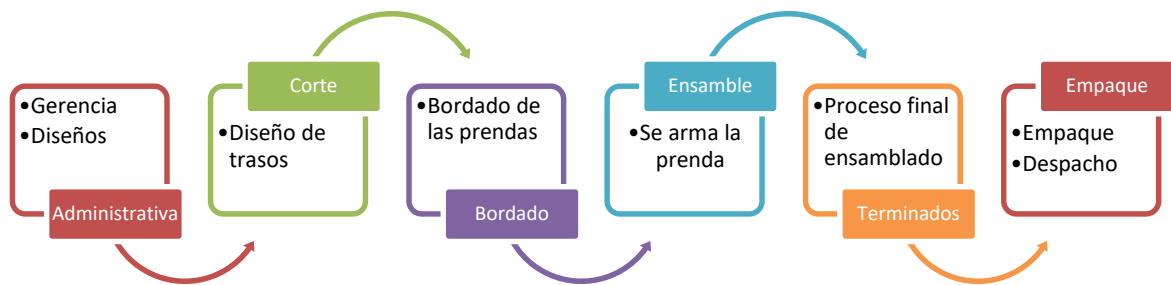 •Gerencia
•Diseños
Administrativa
Corte
•Diseño de
trasos
•Bordado de
las prendas
Bordado
Ensamble
•Se arma la
prenda
•Proceso final
de
ensamblado
Terminados
Empaque
•Empaque
•Despacho